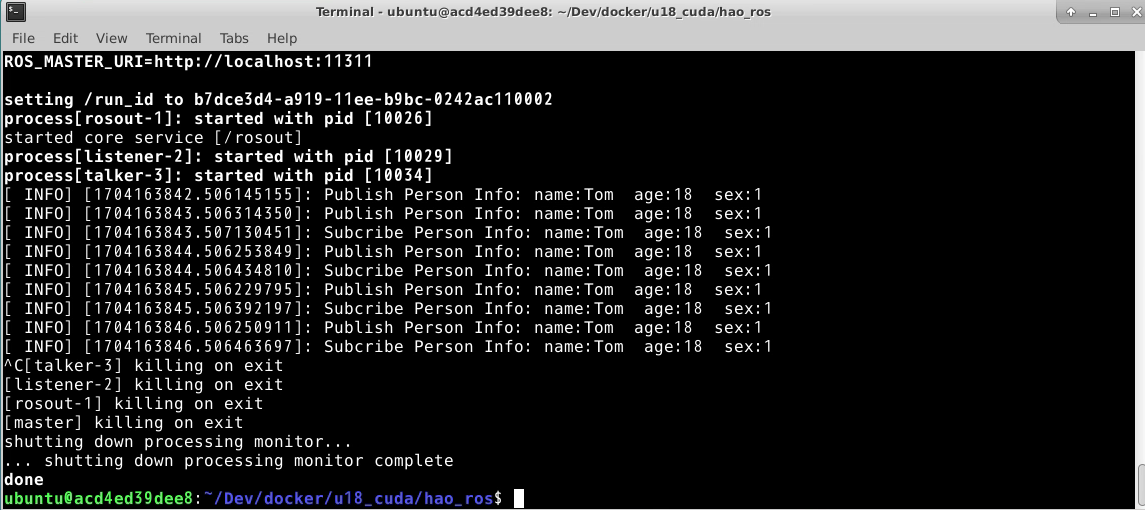 Terminal - ubuntu@acd4ed39dee8: ~/Dev/docker/u18_cuda/hao_ros
File Edit View Terminal Tabs Help
ROS_MASTER_URI=http://localhost:11311
setting /run_id to b7dce3d4-a919-11ee-b9bc-0242ac110002
process[rosout-1]: started with pid [10026]
started core service [/rosout]
process[listener-2]: started with pid [10029]
process[talker-3]: started with pid [10034]
[ INFO] [1704163842.506145155]: Publish Person Info: name:Tom  age:18  sex:1
[ INFO] [1704163843.506314350]: Publish Person Info: name:Tom  age:18  sex:1
[ INFO] [1704163843.507130451]: Subcribe Person Info: name:Tom  age:18  sex:1
[ INFO] [1704163844.506253849]: Publish Person Info: name:Tom  age:18  sex:1
[ INFO] [1704163844.506434810]: Subcribe Person Info: name:Tom  age:18  sex:1
[ INFO] [1704163845.506229795]: Publish Person Info: name:Tom  age:18  sex:1
[ INFO] [1704163845.506392197]: Subcribe Person Info: name:Tom  age:18  sex:1
[ INFO] [1704163846.506250911]: Publish Person Info: name:Tom  age:18  sex:1
[ INFO] [1704163846.506463697]: Subcribe Person Info: name:Tom  age:18  sex:1
^C[talker-3] killing on exit
[listener-2] killing on exit
[rosout-1] killing on exit
[master] killing on exit
shutting down processing monitor...
... shutting down processing monitor complete
done
ubuntu@acd4ed39dee8:~/Dev/docker/u18_cuda/hao_ros$